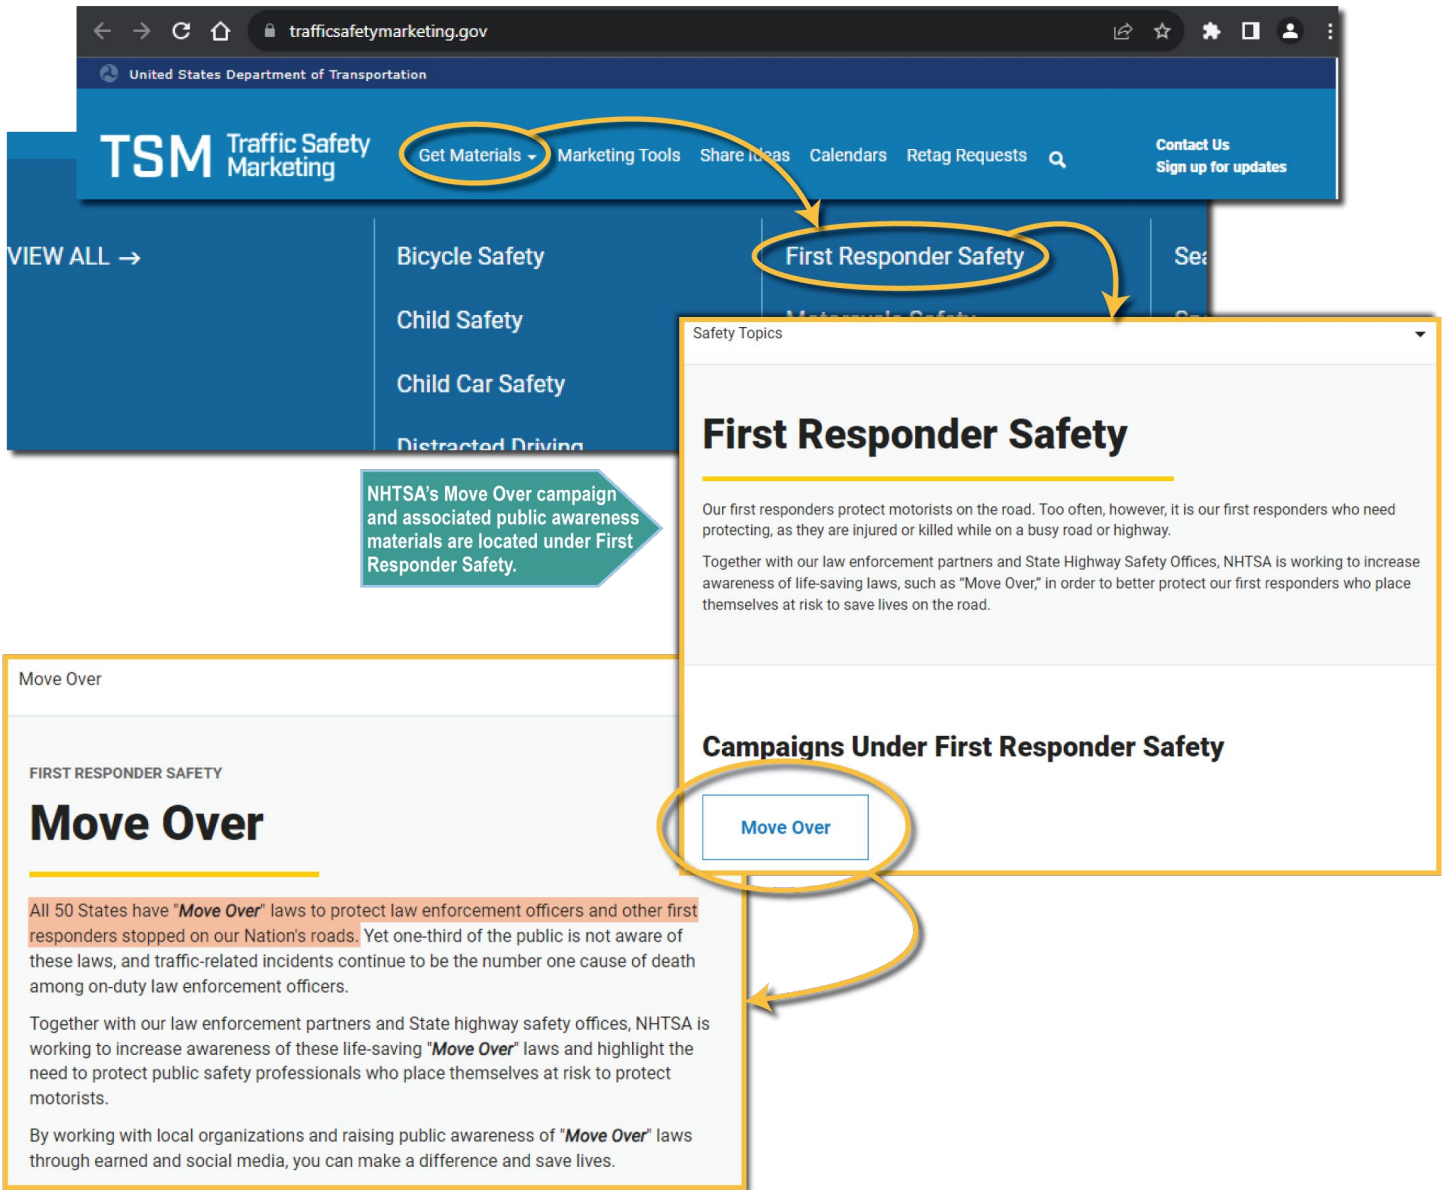 trafficsafetymarketing.gov
United States Department of Transportation
TSM Traffic Safety
Marketing
Get Materials
Marketing Tools
Share Ideas
Calendars
Retag Requests
Contact Us
Sign up for updates
VIEW ALL →
Bicycle Safety
Child Safety
Child Car Safety
Distracted Driving
First Responder Safety
Motorcycle Safety
NHTSA's Move Over campaign
and associated public awareness
materials are located under First
Responder Safety.
Safety Topics
First Responder Safety
Our first responders protect motorists on the road. Too often, however, it is our first responders who need
protecting, as they are injured or killed while on a busy road or highway.
Together with our law enforcement partners and State Highway Safety Offices, NHTSA is working to increase
awareness of life-saving laws, such as “Move Over,” in order to better protect our first responders who place
themselves at risk to save lives on the road.
Campaigns Under First Responder Safety
Move Over
Move Over
FIRST RESPONDER SAFETY
Move Over
All 50 States have "Move Over" laws to protect law enforcement officers and other first
responders stopped on our Nation's roads. Yet one-third of the public is not aware of
these laws, and traffic-related incidents continue to be the number one cause of death
among on-duty law enforcement officers.
Together with our law enforcement partners and State highway safety offices, NHTSA is
working to increase awareness of these life-saving "Move Over" laws and highlight the
need to protect public safety professionals who place themselves at risk to protect
motorists.
By working with local organizations and raising public awareness of "Move Over" laws
through earned and social media, you can make a difference and save lives.